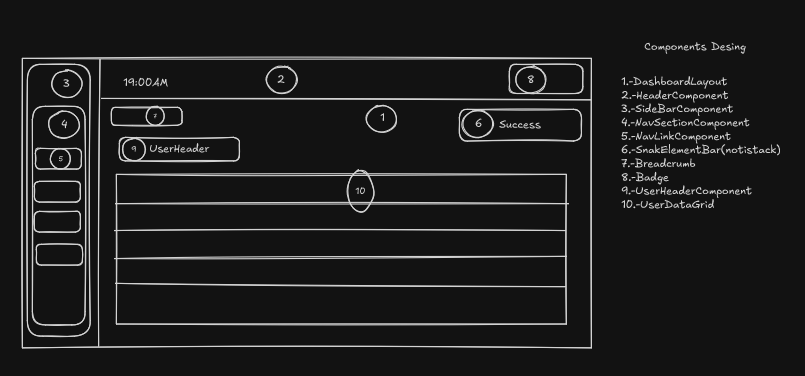 Components Desing
3
19:00AM
2
8
1.-DashboardLayout
2.-HeaderComponent
3.-SideBarComponent
4.-NavSectionComponent
5.-NavLinkComponent
6.-SnakElementBar(notistack)
7.-Breadcrumb
8.-Badge
9.-UserHeaderComponent
10.-UserDataGrid
4
7
1
6 Success
5
9 UserHeader
10